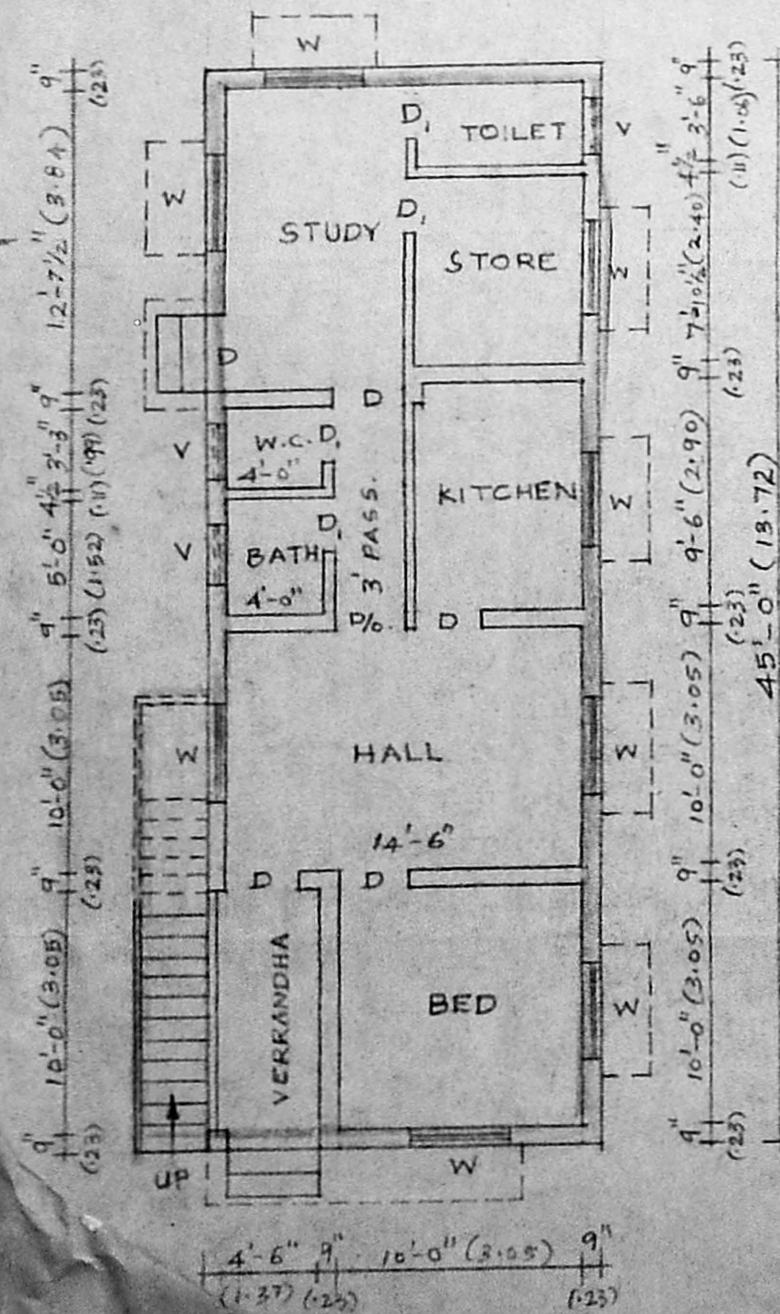 W
D₁
TOILET
V
W
D₁
STUDY
STORE
W
D
D
W.C.
D₁
4'-0"
V
KITCHEN
W
3' PASS.
D₁
BATH
V
4'-0"
D/O
D
W
HALL
W
14'-6"
D
D
VERRANDHA
BED
W
UP
W
9"
(.23)
12'-7½" (3.84)
9"
(.23)
3'-3"
(.99)
4½"
(.11)
5'-0"
(1.52)
9"
(.23)
10'-0" (3.05)
9"
(.23)
10'-0" (3.05)
9"
(.23)
9"
(.23)
3'-6"
4½"
(.11)
7'-10½" (2.40)
9"
(.23)
9'-6" (2.90)
9"
(.23)
10'-0" (3.05)
9"
(.23)
10'-0" (3.05)
9"
(.23)
45'-0" (13.72)
4'-6" 9" 10'-0" (3.05) 9"
(1.37) (.23) (.23)